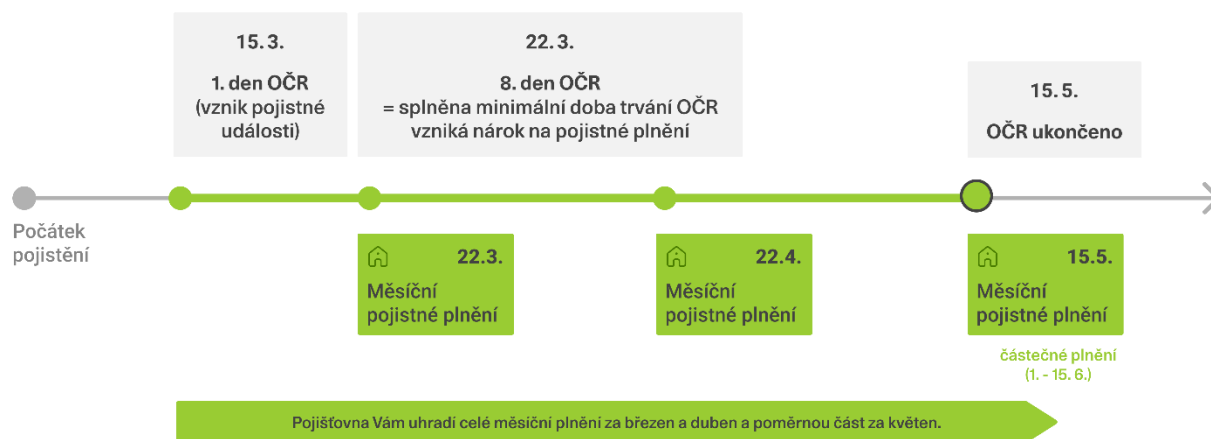 15. 3.
1. den OČR
(vznik pojistné
události)
22. 3.
8. den OČR
= splněna minimální doba trvání OČR
vzniká nárok na pojistné plnění
15. 5.
OČR ukončeno
Počátek
pojistění
22.3.
Měsíční
pojistné plnění
22.4.
Měsíční
pojistné plnění
15.5.
Měsíční
pojistné plnění
částečné plnění
(1. - 15. 6.)
Pojišťovna Vám uhradí celé měsíční plnění za březen a duben a poměrnou část za květen.